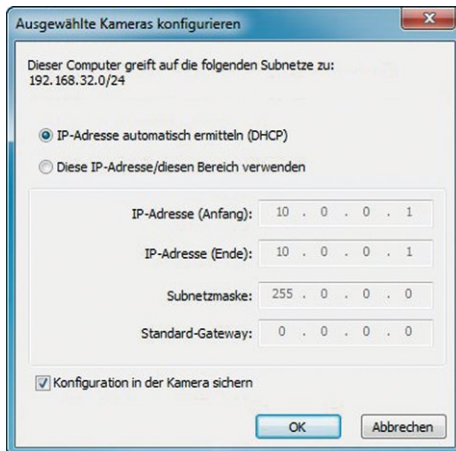 Ausgewählte Kameras konfigurieren
Dieser Computer greift auf die folgenden Subnetze zu:
192.168.32.0/24
IP-Adresse automatisch ermitteln (DHCP)
Diese IP-Adresse/diesen Bereich verwenden
IP-Adresse (Anfang): 10 . 0 . 0 . 1
IP-Adresse (Ende): 10 . 0 . 0 . 1
Subnetzmaske: 255 . 0 . 0 . 0
Standard-Gateway: 0 . 0 . 0 . 0
Konfiguration in der Kamera sichern
OK Abbrechen